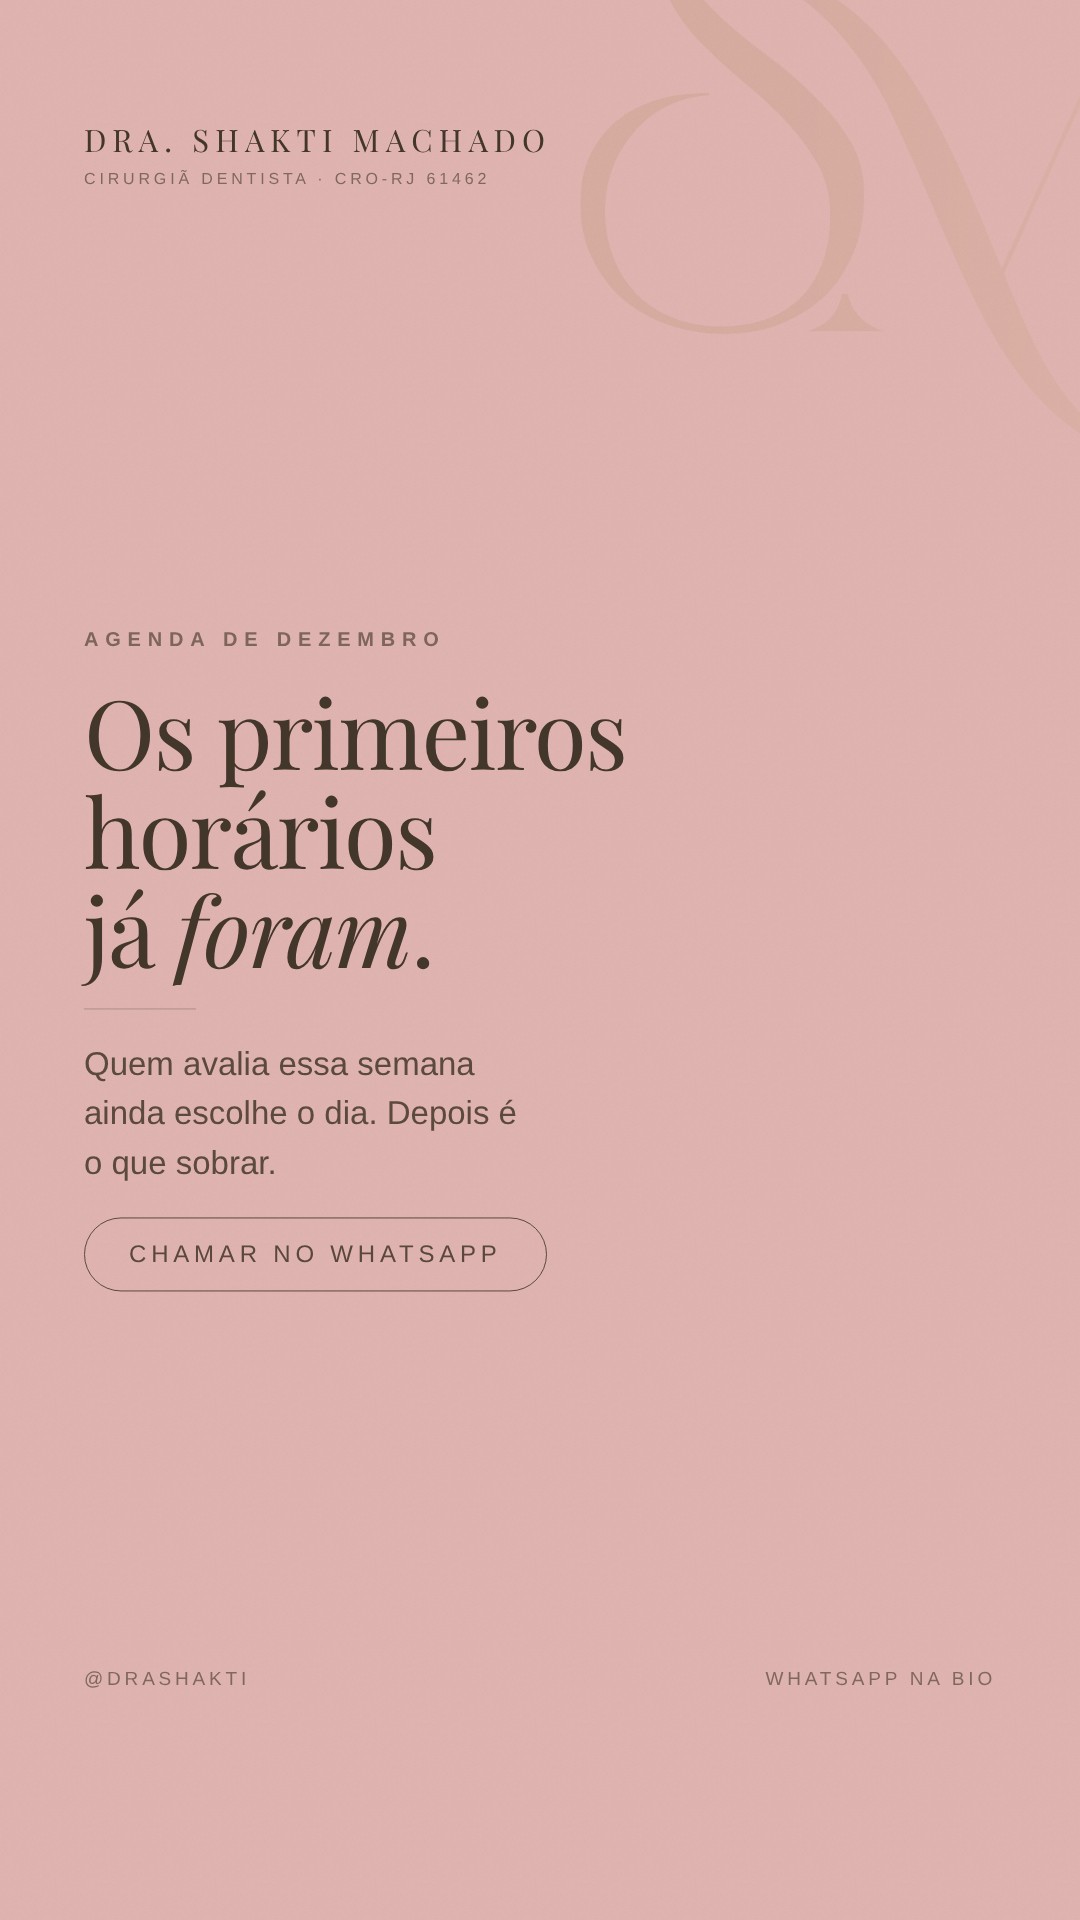 DRA. SHAKTI MACHADO
CIRURGIÃ DENTISTA · CRO-RJ 61462
AGENDA DE DEZEMBRO
Os primeiros
horários
já foram.
Quem avalia essa semana
ainda escolhe o dia. Depois é
o que sobrar.
CHAMAR NO WHATSAPP
@DRASHAKTI
WHATSAPP NA BIO